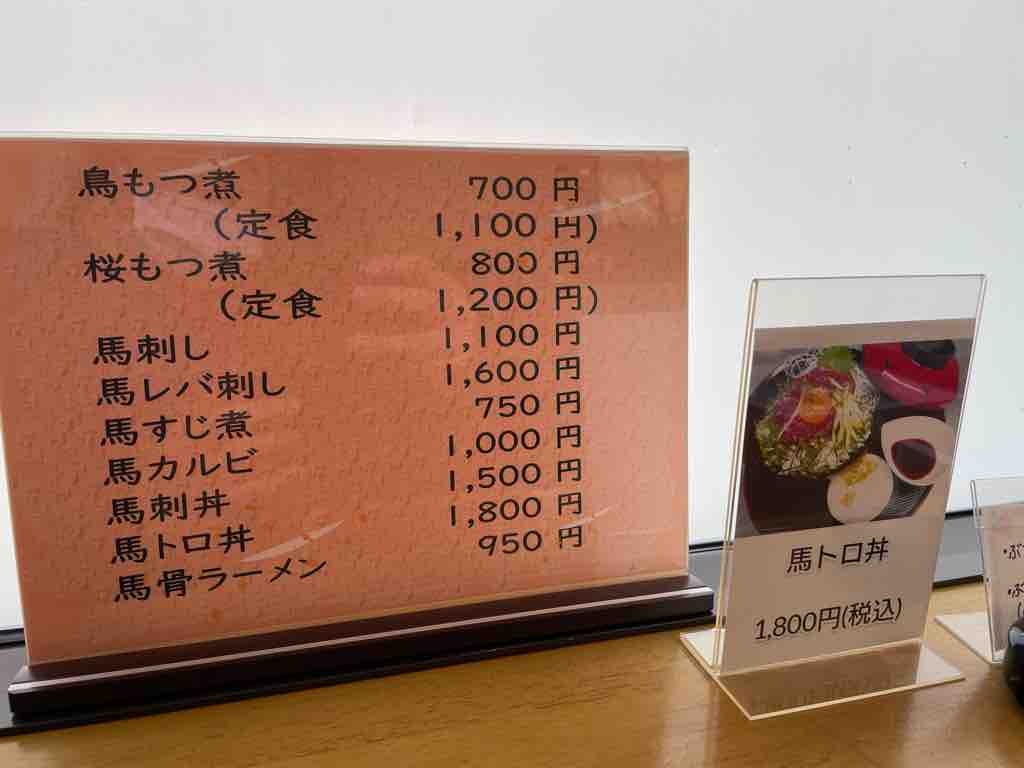 鳥もつ煮 700 円
(定食 1,100 円)
桜もつ煮 800 円
(定食 1,200 円)
馬刺し 1,100 円
馬レバ刺し 1,600 円
馬すじ煮 750 円
馬カルビ 1,000 円
馬刺丼 1,500 円
馬トロ丼 1,800 円
馬骨ラーメン 950 円
馬トロ丼
1,800円(税込)